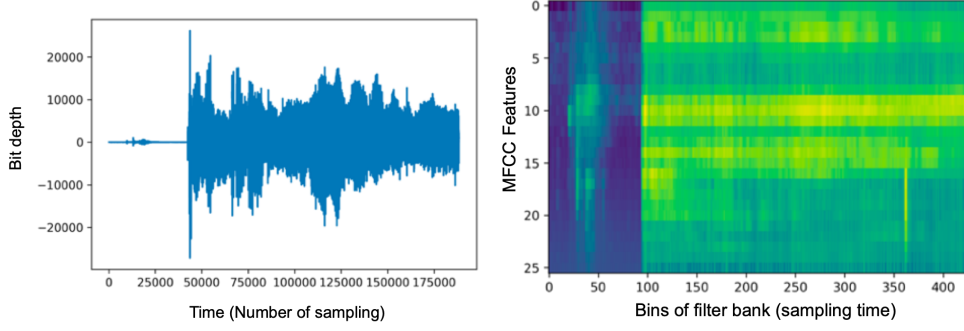 20000
10000
0
−10000
−20000
Bit depth
0 25000 50000 75000 100000 125000 150000 175000
Time (Number of sampling)
0
5
10
15
20
25
MFCC Features
0 50 100 150 200 250 300 350 400
Bins of filter bank (sampling time)